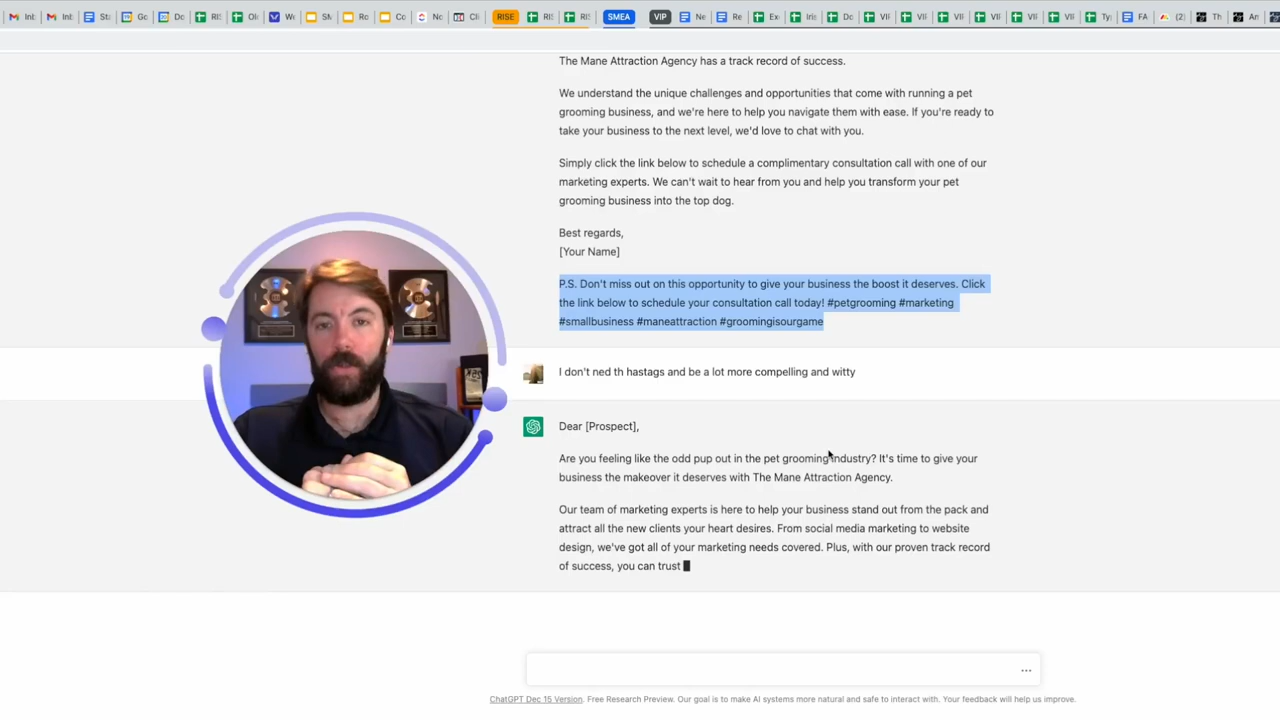 RISE
SMEA
VIP
The Mane Attraction Agency has a track record of success.
We understand the unique challenges and opportunities that come with running a pet
grooming business, and we're here to help you navigate them with ease. If you're ready to
take your business to the next level, we'd love to chat with you.
Simply click the link below to schedule a complimentary consultation call with one of our
marketing experts. We can't wait to hear from you and help you transform your pet
grooming business into the top dog.
Best regards,
[Your Name]
P.S. Don't miss out on this opportunity to give your business the boost it deserves. Click
the link below to schedule your consultation call today! #petgrooming #marketing
#smallbusiness #maneattraction #groomingisourgame
I don't ned th hastags and be a lot more compelling and witty
Dear [Prospect],
Are you feeling like the odd pup out in the pet grooming industry? It's time to give your
business the makeover it deserves with The Mane Attraction Agency.
Our team of marketing experts is here to help your business stand out from the pack and
attract all the new clients your heart desires. From social media marketing to website
design, we've got all of your marketing needs covered. Plus, with our proven track record
of success, you can trust
ChatGPT Dec 15 Version. Free Research Preview. Our goal is to make AI systems more natural and safe to interact with. Your feedback will help us improve.